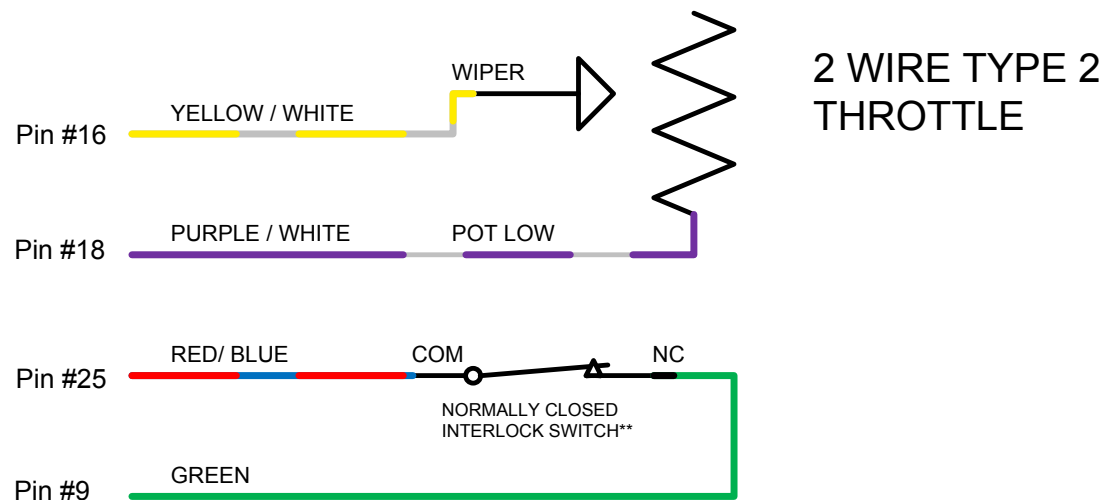 2 WIRE TYPE 2
THROTTLE
WIPER
YELLOW / WHITE
Pin #16
PURPLE / WHITE
POT LOW
Pin #18
RED/ BLUE
COM
NC
Pin #25
NORMALLY CLOSED
INTERLOCK SWITCH**
GREEN
Pin #9